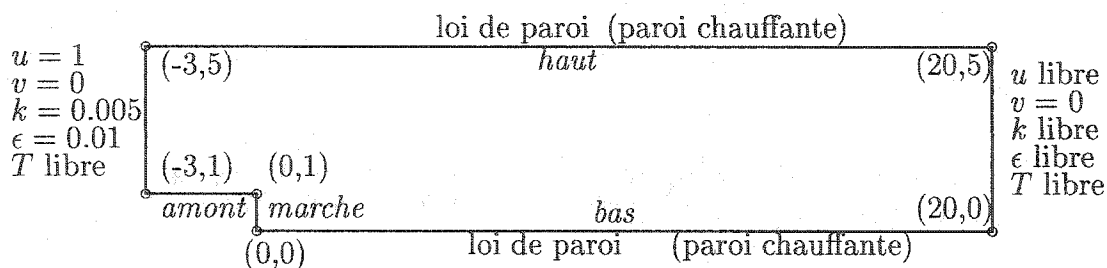 loi de paroi (paroi chauffante)
haut
u = 1
v = 0
k = 0.005
ϵ = 0.01
T libre
(-3,5)
(20,5)
u libre
v = 0
k libre
ϵ libre
T libre
(-3,1)
(0,1)
amont
marche
bas
(20,0)
(0,0)
loi de paroi (paroi chauffante)